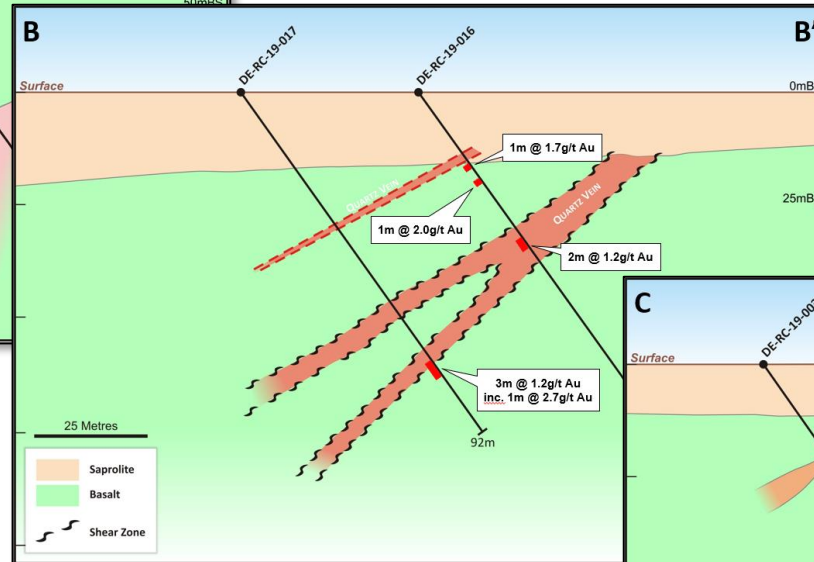 50mBS
B
B'
DE-RC-19-017
DE-RC-19-016
Surface
0mB
1m @ 1.7g/t Au
QUARTZ VEIN
1m @ 2.0g/t Au
QUARTZ VEIN
25mB
2m @ 1.2g/t Au
3m @ 1.2g/t Au
inc. 1m @ 2.7g/t Au
92m
25 Metres
Saprolite
Basalt
Shear Zone
C
Surface